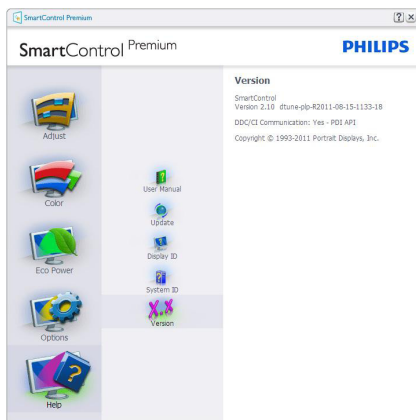 SmartControl Premium
SmartControl Premium
PHILIPS
Adjust
Color
Eco Power
Options
Help
User Manual
Update
Display ID
System ID
X.X
Version
Version
SmartControl
Version 2.10 dtune-plp-R2011-08-15-1133-18
DDC/CI Communication: Yes - PDI API
Copyright © 1993-2011 Portrait Displays, Inc.